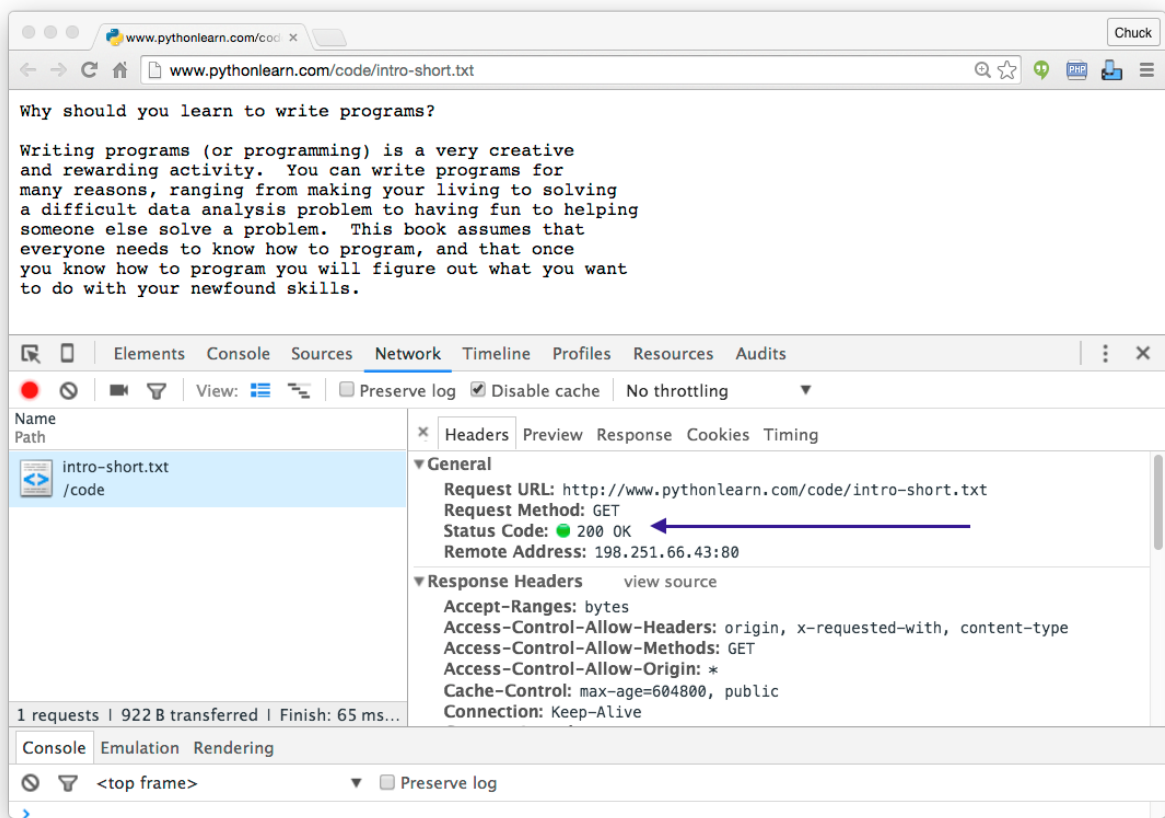 www.pythonlearn.com/cod
Chuck
www.pythonlearn.com/code/intro-short.txt
PHP
Why should you learn to write programs?
Writing programs (or programming) is a very creative
and rewarding activity.  You can write programs for
many reasons, ranging from making your living to solving
a difficult data analysis problem to having fun to helping
someone else solve a problem.  This book assumes that
everyone needs to know how to program, and that once
you know how to program you will figure out what you want
to do with your newfound skills.
Elements Console Sources Network Timeline Profiles Resources Audits
View: Preserve log Disable cache No throttling
Name
Path
Headers Preview Response Cookies Timing
intro-short.txt
/code
General
Request URL: http://www.pythonlearn.com/code/intro-short.txt
Request Method: GET
Status Code: 200 OK
Remote Address: 198.251.66.43:80
Response Headers view source
Accept-Ranges: bytes
Access-Control-Allow-Headers: origin, x-requested-with, content-type
Access-Control-Allow-Methods: GET
Access-Control-Allow-Origin: *
Cache-Control: max-age=604800, public
Connection: Keep-Alive
1 requests | 922 B transferred | Finish: 65 ms...
Console Emulation Rendering
<top frame> Preserve log